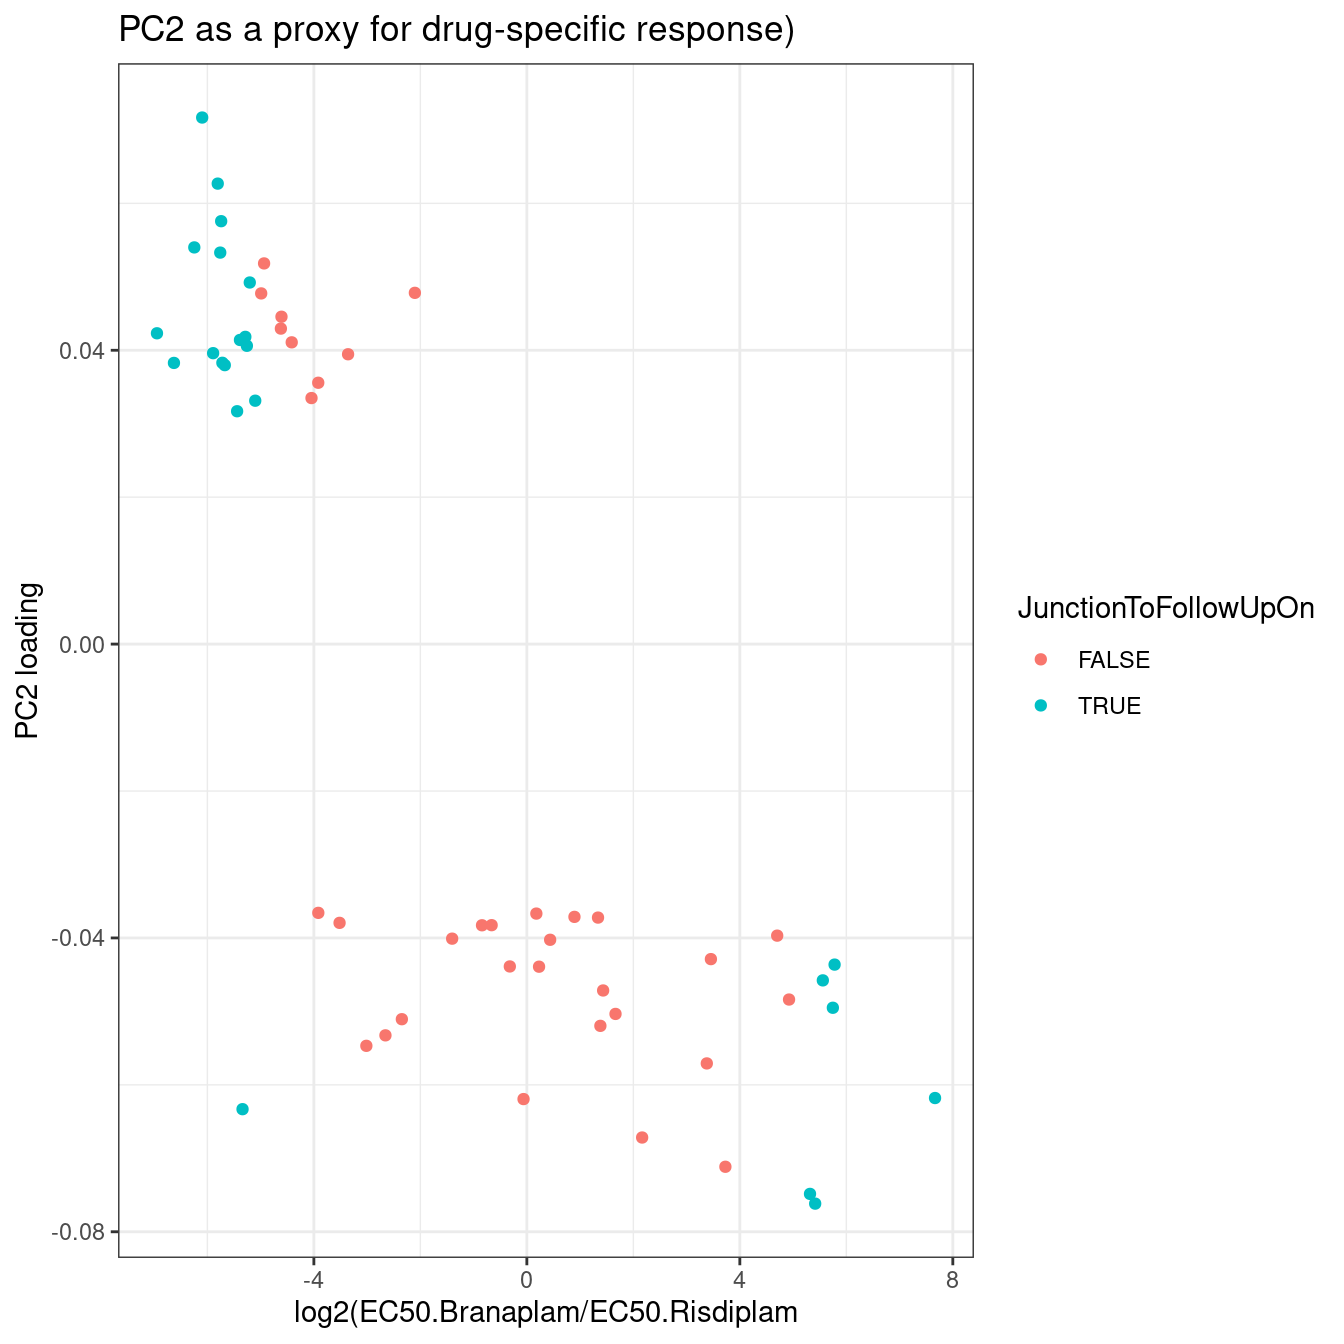 PC2 as a proxy for drug-specific response)
PC2 loading
0.04
0.00
-0.04
-0.08
-4
0
4
8
log2(EC50.Branaplam/EC50.Risdiplam
JunctionToFollowUpOn
FALSE
TRUE